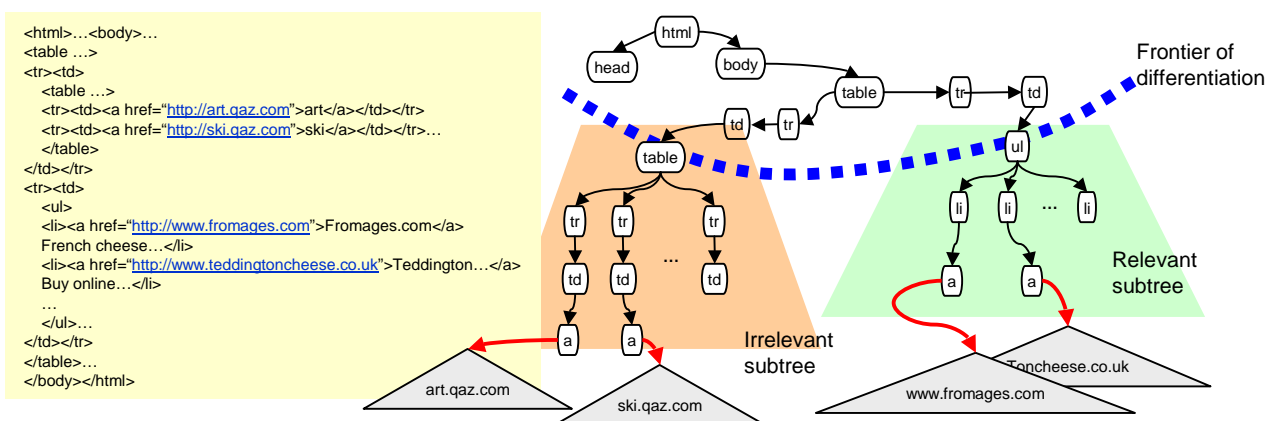 <html>…<body>…
<table …>
<tr><td>
<table …>
<tr><td><a href=“http://art.qaz.com”>art</a></td></tr>
<tr><td><a href=“http://ski.qaz.com”>ski</a></td></tr>…
</table>
</td></tr>
<tr><td>
<ul>
<li><a href=“http://www.fromages.com”>Fromages.com</a>
French cheese…</li>
<li><a href=“http://www.teddingtoncheese.co.uk”>Teddington…</a>
Buy online…</li>
…
</ul>…
</td></tr>
</table>…
</body></html>
html
head
body
table
tr
td
Frontier of
differentiation
td
tr
table
ul
tr
tr
tr
…
td
td
td
a
a
Irrelevant
subtree
li
li
…
li
a
a
Relevant
subtree
art.qaz.com
ski.qaz.com
www.fromages.com
Toncheese.co.uk